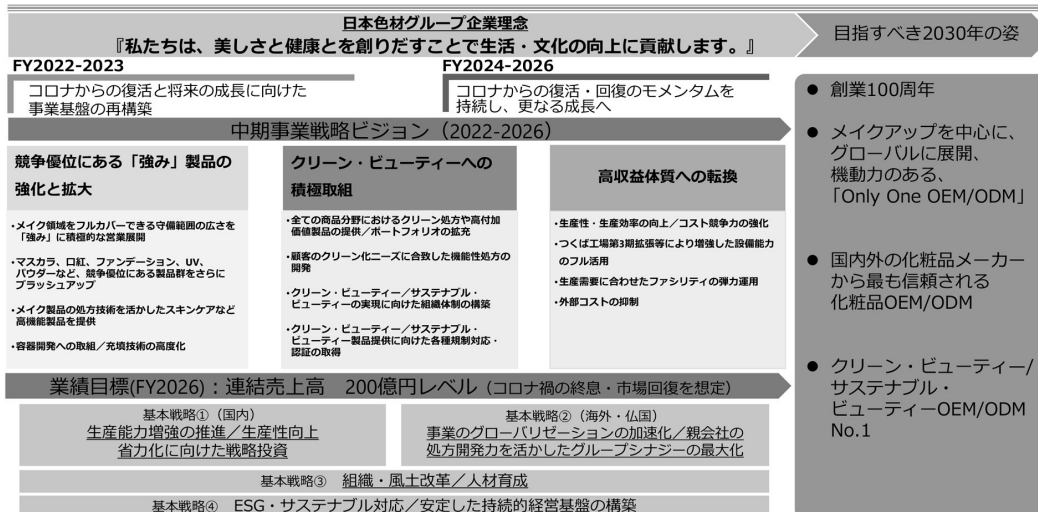 日本色材グループ企業理念
『私たちは、美しさと健康とを創りだすことで生活・文化の向上に貢献します。』
目指すべき2030年の姿
FY2022-2023
コロナからの復活と将来の成長に向けた
事業基盤の再構築
FY2024-2026
コロナからの復活・回復のモメンタムを
持続し、更なる成長へ
中期事業戦略ビジョン（2022-2026）
競争優位にある「強み」製品の
強化と拡大
・メイク領域をフルカバーできる守備範囲の広さを
「強み」に積極的な営業展開
・マスカラ、口紅、ファンデーション、UV、
パウダーなど、競争優位にある製品群をさらに
ブラッシュアップ
・メイク製品の処方技術を活かしたスキンケアなど
高機能製品を提供
・容器開発への取組／充填技術の高度化
クリーン・ビューティーへの
積極取組
・全ての商品分野におけるクリーン処方や高付加
価値製品の提供／ポートフォリオの拡充
・顧客のクリーン化ニーズに合致した機能性処方の
開発
・クリーン・ビューティー／サステナブル・
ビューティーの実現に向けた組織体制の構築
・クリーン・ビューティー／サステナブル・
ビューティー製品提供に向けた各種規制対応・
認証の取得
高収益体質への転換
・生産性・生産効率の向上／コスト競争力の強化
・つくば工場第3期拡張等により増強した設備能力
のフル活用
・生産需要に合わせたファシリティの弾力運用
・外部コストの抑制
業績目標(FY2026)：連結売上高　200億円レベル（コロナ禍の終息・市場回復を想定）
基本戦略①（国内）
生産能力増強の推進／生産性向上
省力化に向けた戦略投資
基本戦略②（海外・仏国）
事業のグローバリゼーションの加速化／親会社の
処方開発力を活かしたグループシナジーの最大化
基本戦略③　組織・風土改革／人材育成
基本戦略④　ESG・サステナブル対応／安定した持続的経営基盤の構築
● 創業100周年
● メイクアップを中心に、
グローバルに展開、
機動力のある、
「Only One OEM/ODM」
● 国内外の化粧品メーカー
から最も信頼される
化粧品OEM/ODM
● クリーン・ビューティー/
サステナブル・
ビューティーOEM/ODM
No.1